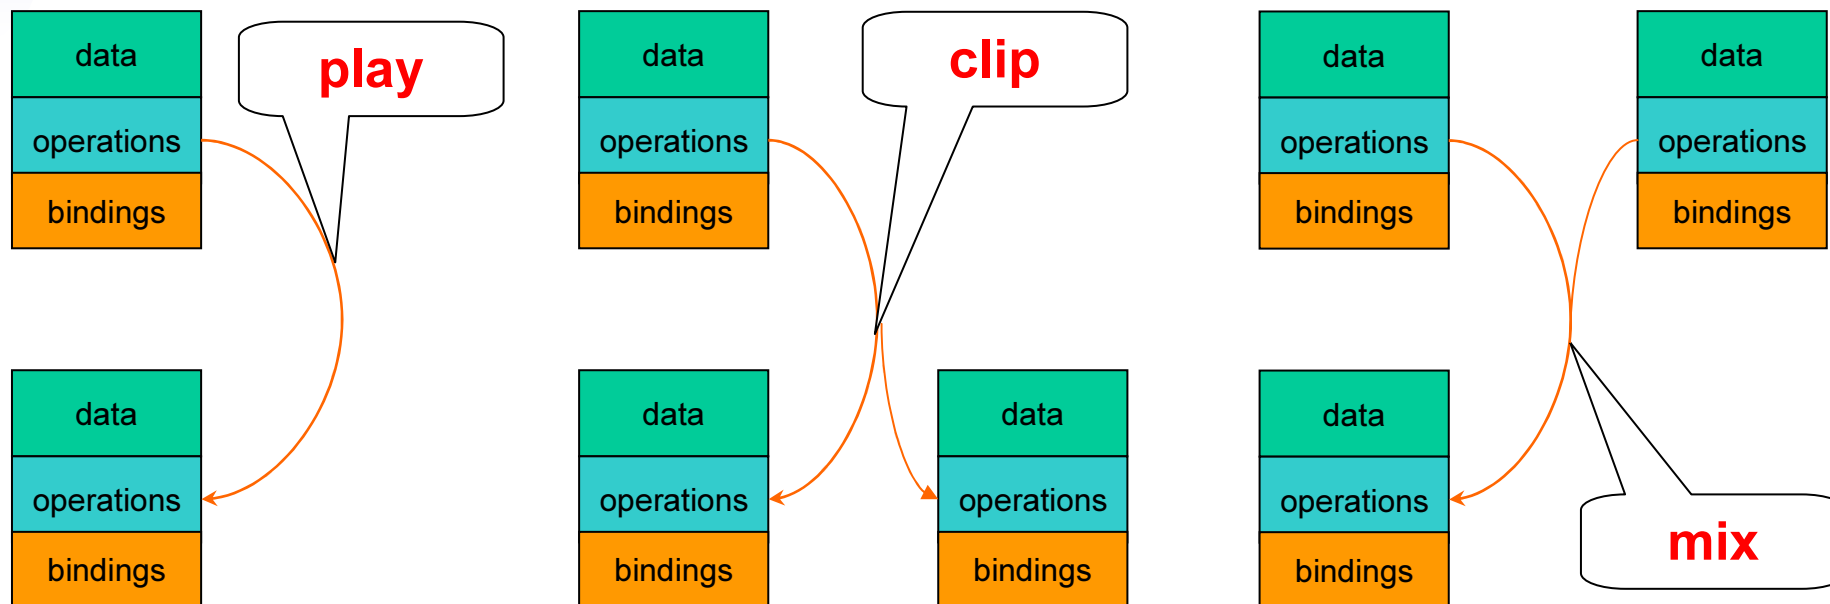 data
operations
bindings
play
data
operations
bindings
data
operations
bindings
clip
data
operations
bindings
data
operations
bindings
data
operations
bindings
data
operations
bindings
data
operations
bindings
mix